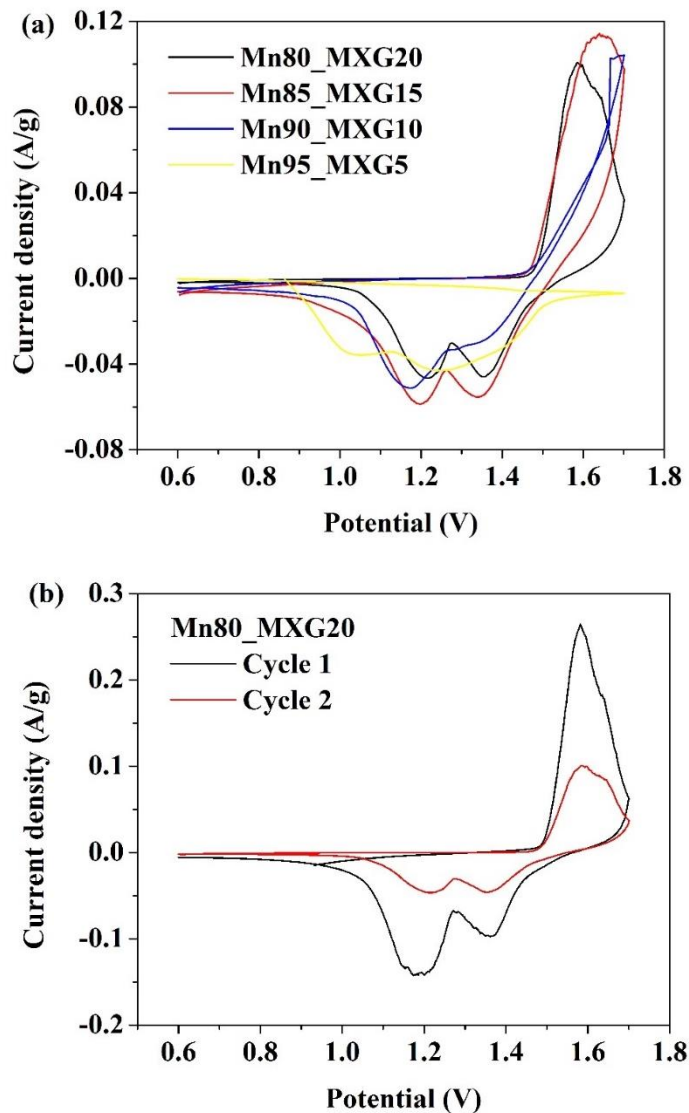 (a)
0.12
0.08
0.04
0.00
-0.04
-0.08
Current density (A/g)
Mn80_MXG20
Mn85_MXG15
Mn90_MXG10
Mn95_MXG5
0.6 0.8 1.0 1.2 1.4 1.6 1.8
Potential (V)
(b)
0.3
0.2
0.1
0.0
-0.1
-0.2
Current density (A/g)
Mn80_MXG20
Cycle 1
Cycle 2
0.6 0.8 1.0 1.2 1.4 1.6 1.8
Potential (V)